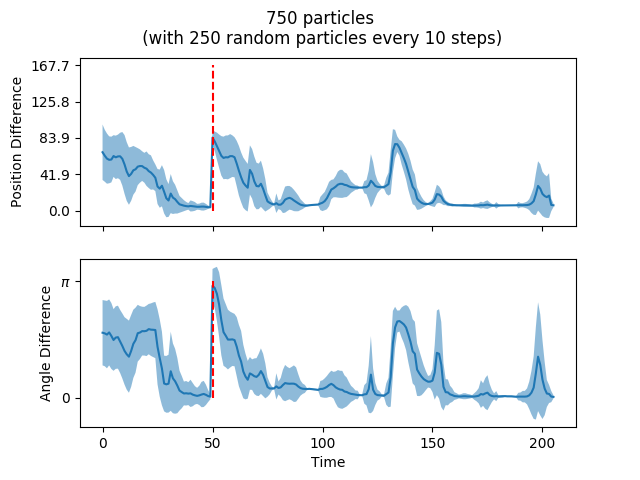 750 particles
(with 250 random particles every 10 steps)
Position Difference
167.7
125.8
83.9
41.9
0.0
Angle Difference
π
0
0
50
100
150
200
Time